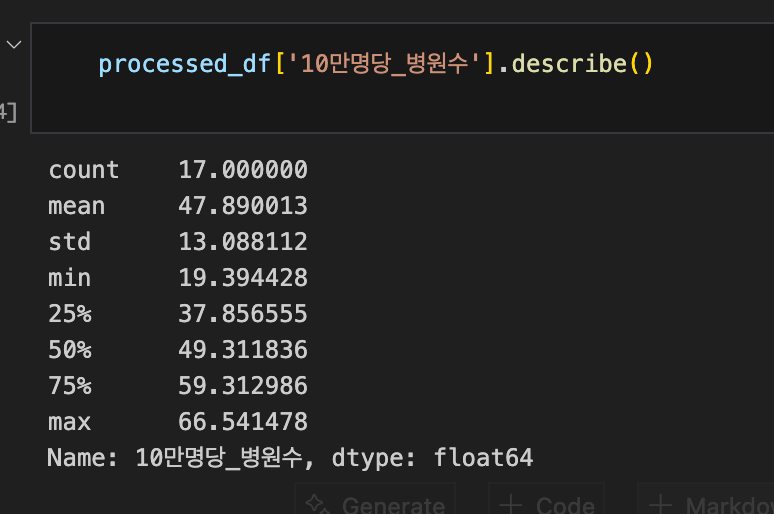 processed_df['10만명당_병원수'].describe()
4]
count 17.000000
mean 47.890013
std 13.088112
min 19.394428
25% 37.856555
50% 49.311836
75% 59.312986
max 66.541478
Name: 10만명당_병원수, dtype: float64
Generate + Code + Markdow